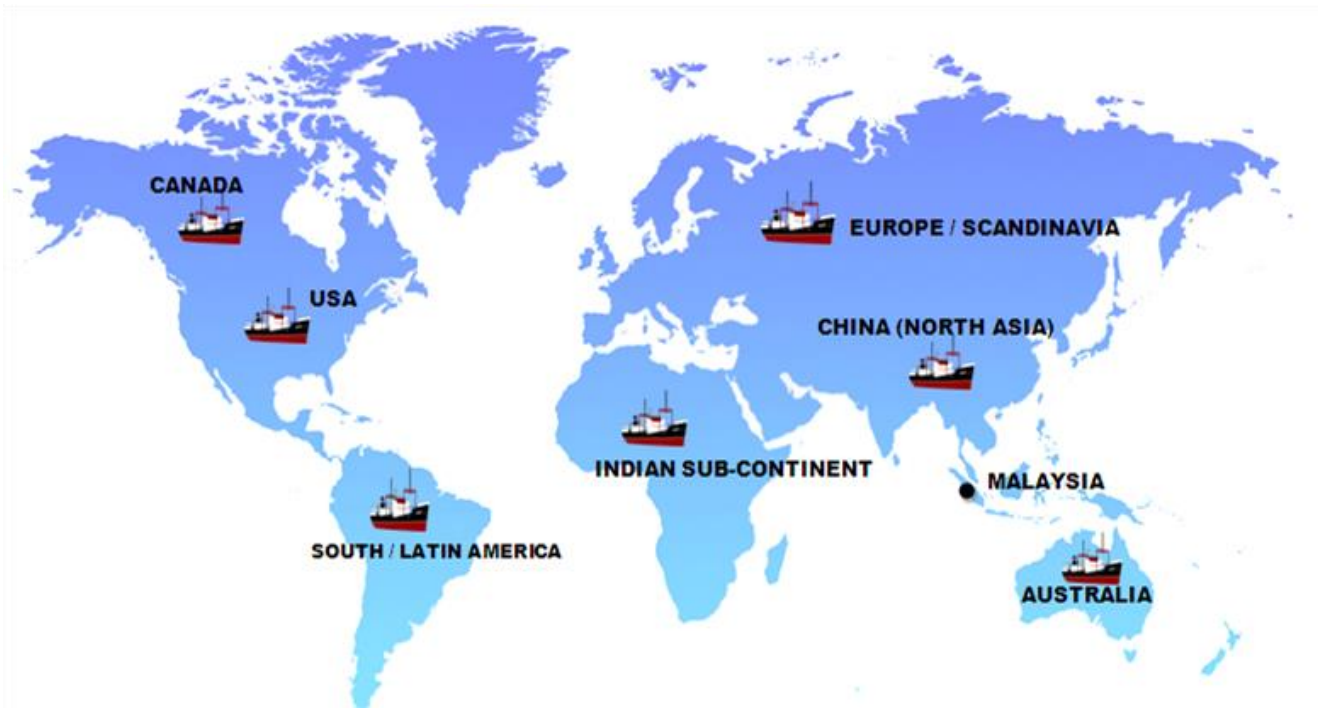 CANADA
EUROPE / SCANDINAVIA
USA
CHINA (NORTH ASIA)
INDIAN SUB-CONTINENT
MALAYSIA
SOUTH / LATIN AMERICA
AUSTRALIA